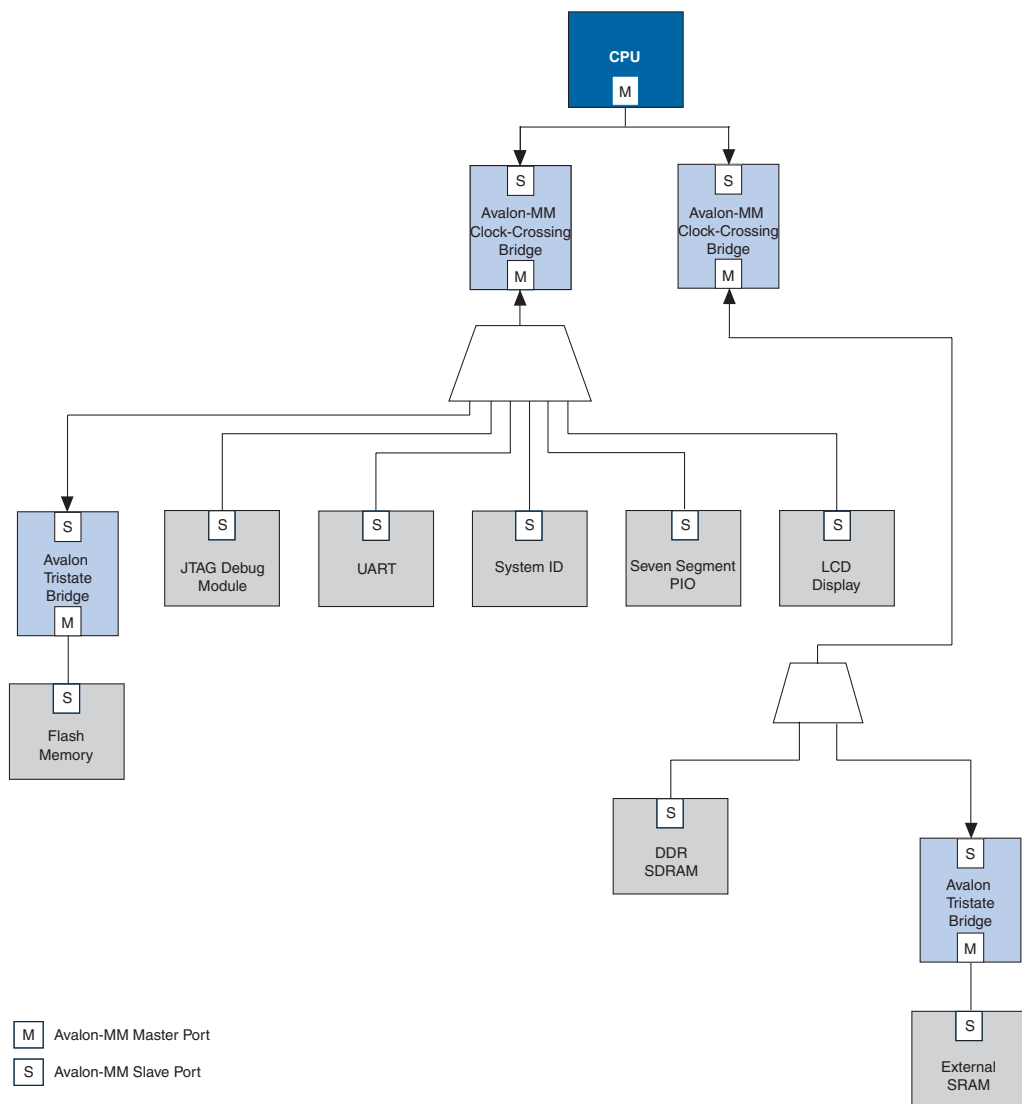 CPU
M
S
Avalon-MM
Clock-Crossing
Bridge
M
S
Avalon-MM
Clock-Crossing
Bridge
M
S
Avalon
Tristate
Bridge
M
S
JTAG Debug
Module
S
UART
S
System ID
S
Seven Segment
PIO
S
LCD
Display
S
Flash
Memory
S
DDR
SDRAM
S
Avalon
Tristate
Bridge
M
S
External
SRAM
M Avalon-MM Master Port
S Avalon-MM Slave Port